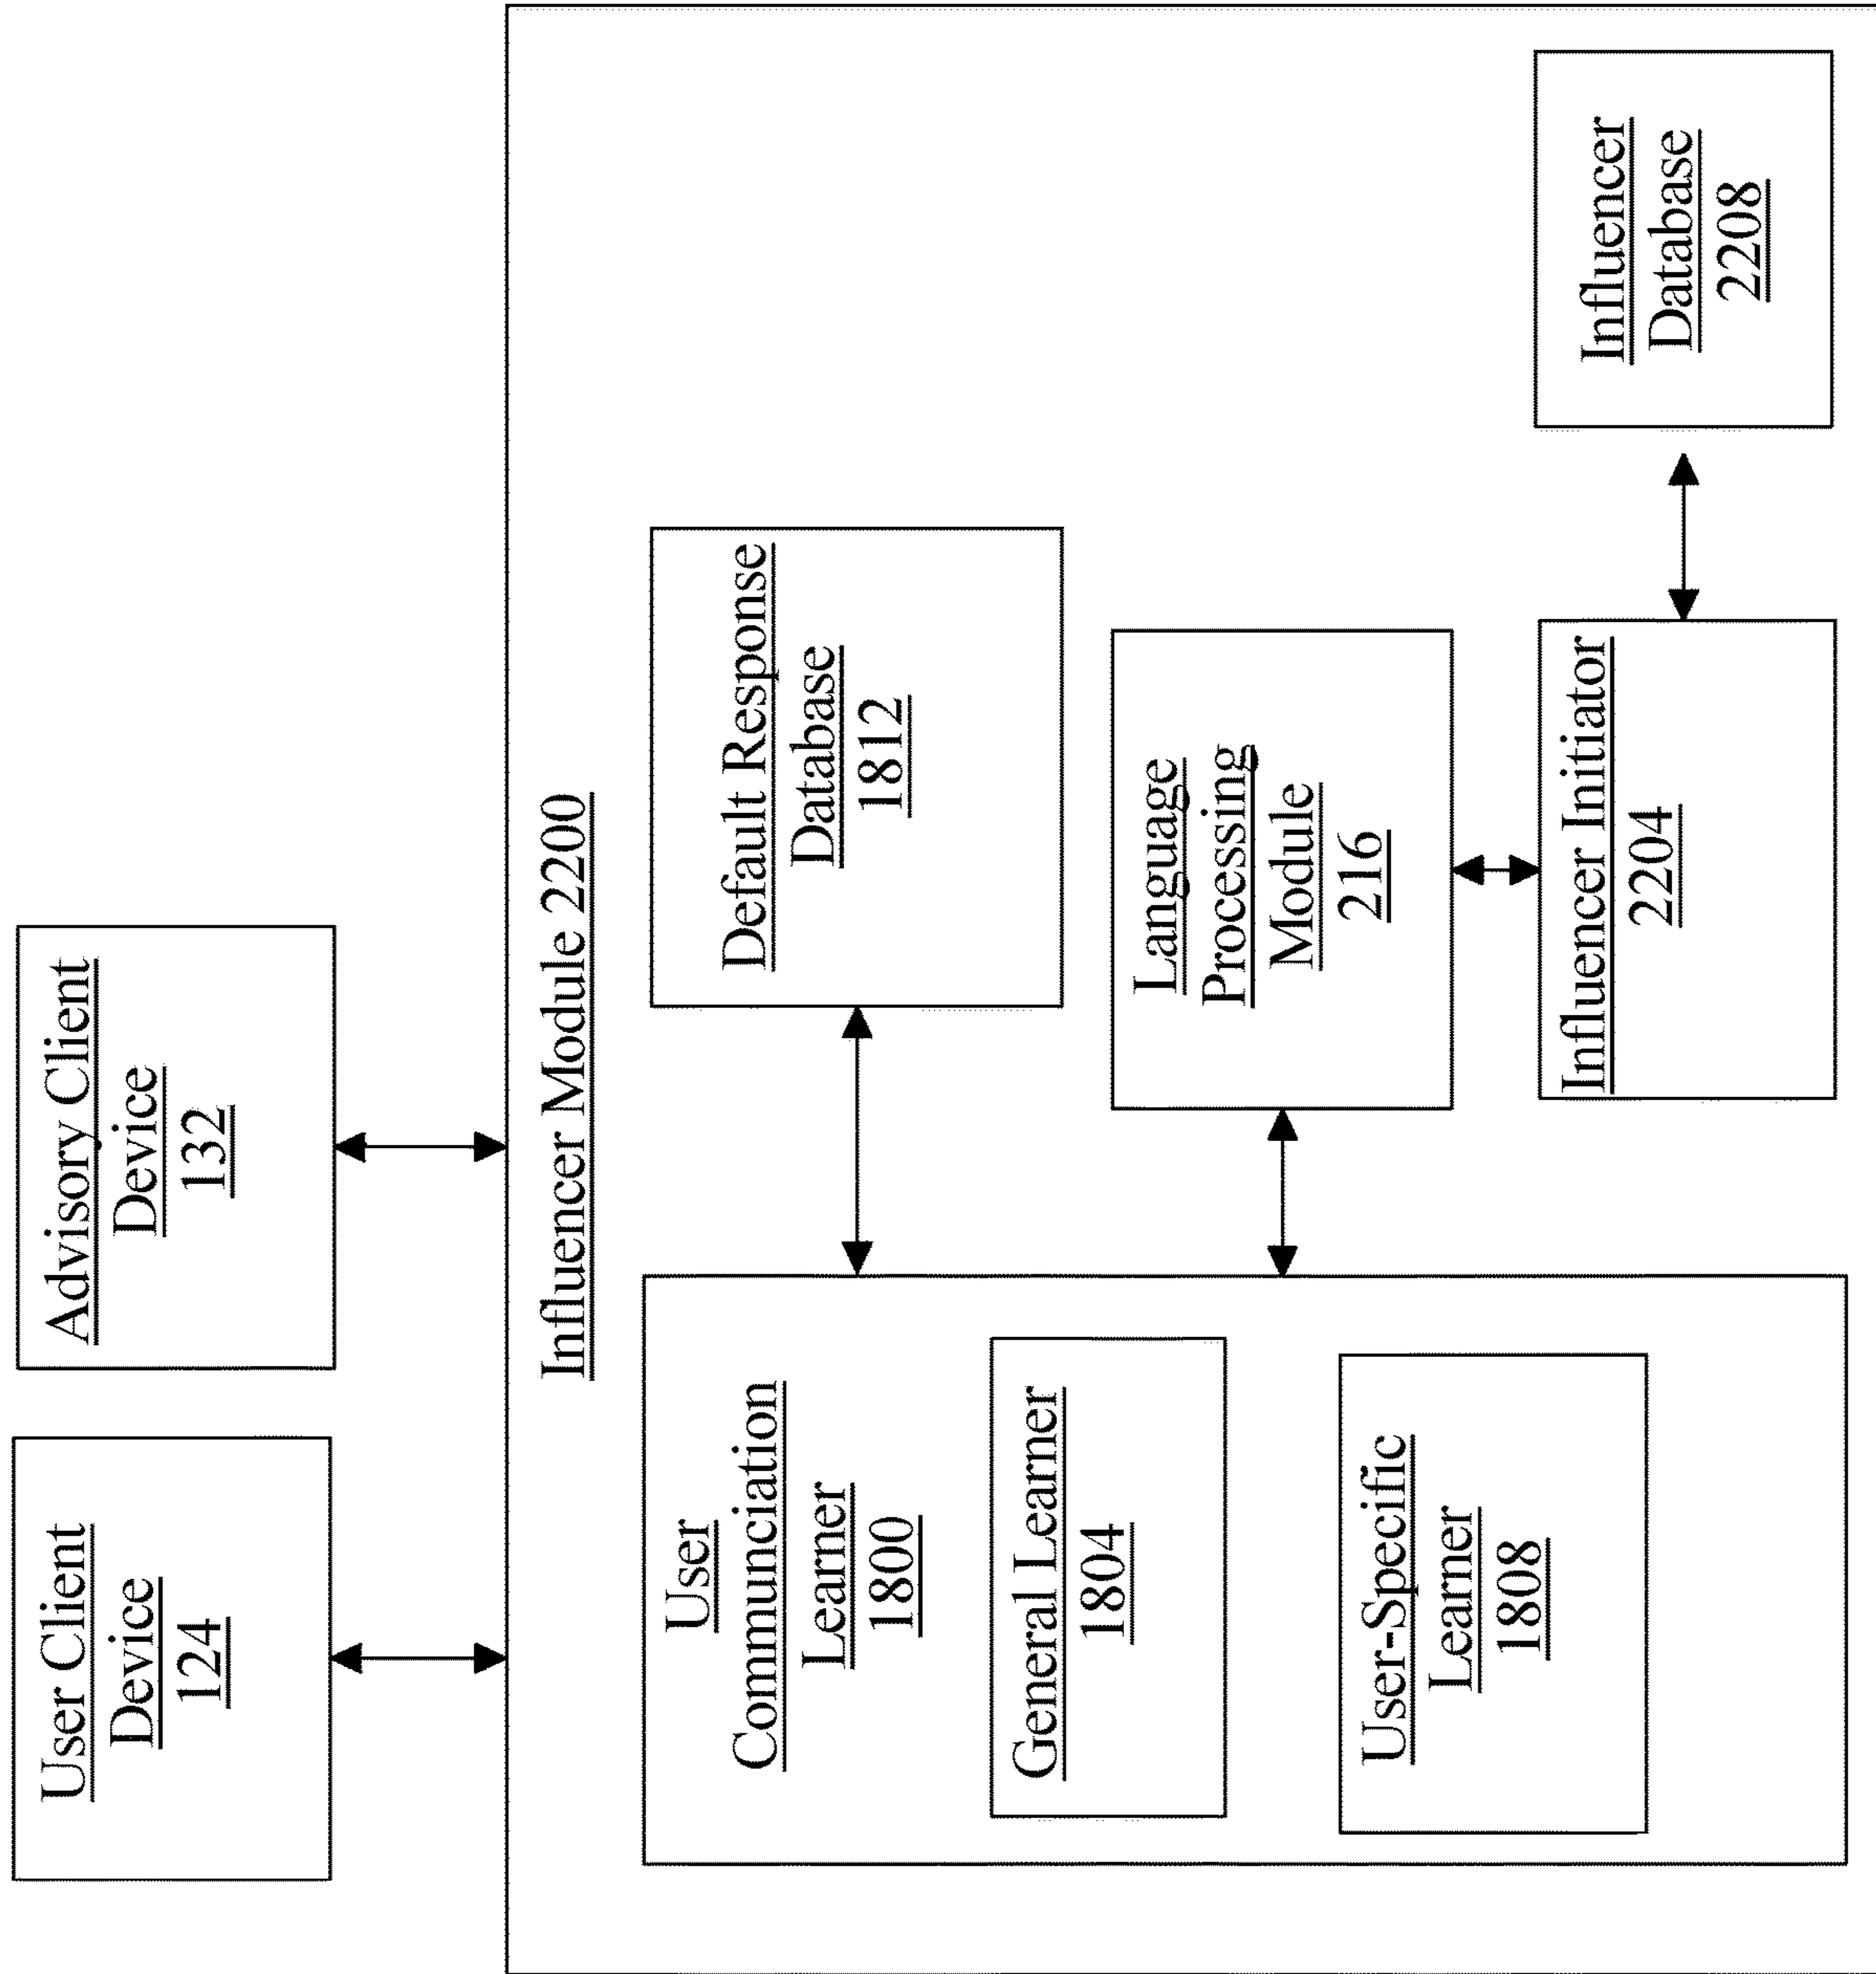 User Client
Device
124
Advisory Client
Device
132
Influencer Module 2200
User
Communciation
Learner
1800
General Learner
1804
User-Specific
Learner
1808
Default Response
Database
1812
Language
Processing
Module
216
Influencer Initiator
2204
Influencer
Database
2208